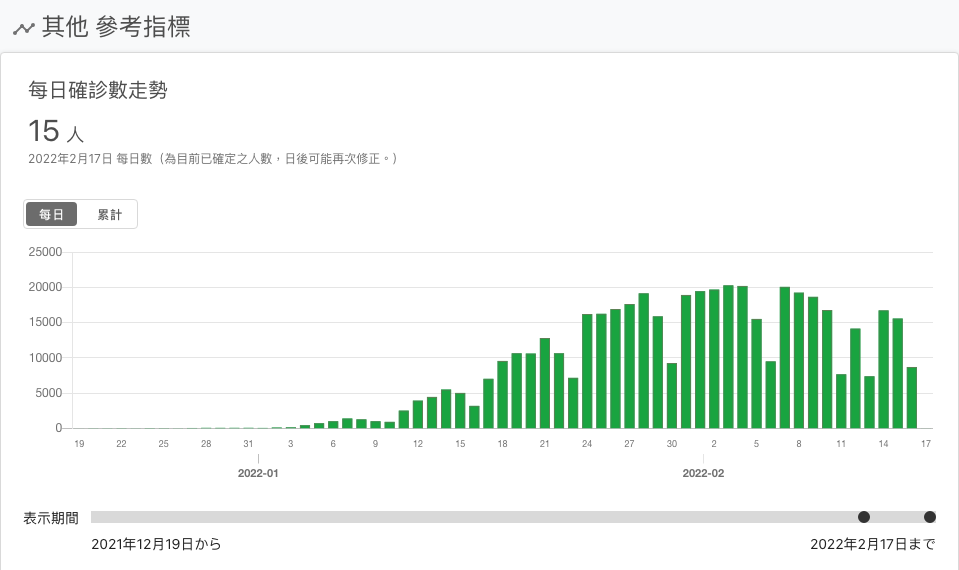 其他 參考指標
每日確診數走勢
15 人
2022年2月17日 每日數（為目前已確定之人數，日後可能再次修正。）
每日 累計
25000
20000
15000
10000
5000
0
19 22 25 28 31 3 6 9 12 15 18 21 24 27 30 2 5 8 11 14 17
2022-01 2022-02
表示期間
2021年12月19日から 2022年2月17日まで